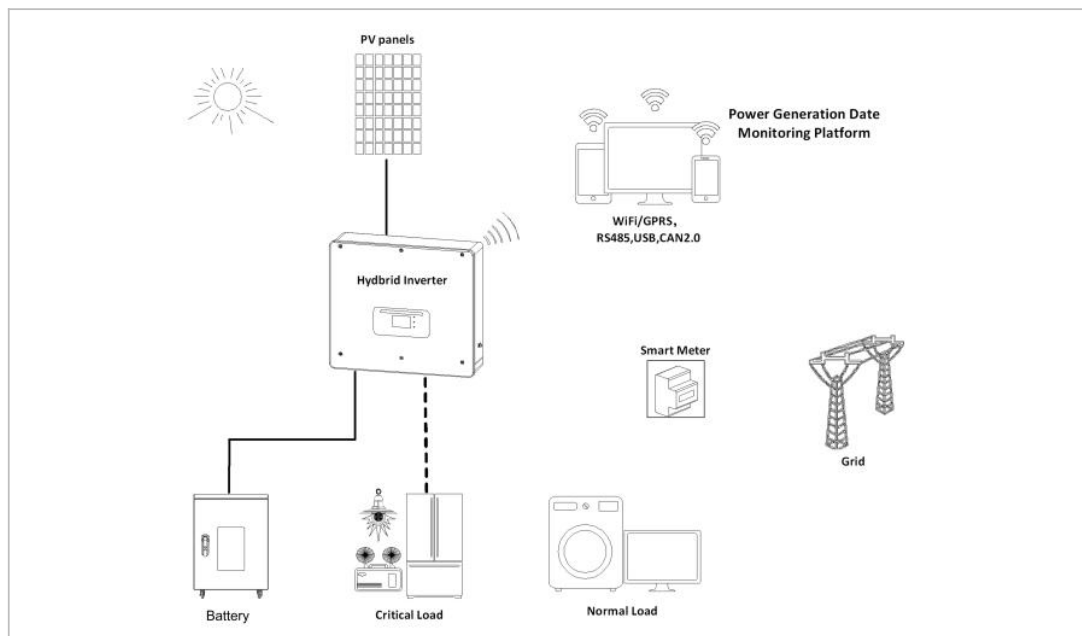 PV panels
Power Generation Date
Monitoring Platform
WiFi/GPRS、
RS485,USB,CAN2.0
Hydbrid Inverter
Smart Meter
Grid
Battery
Critical Load
Normal Load